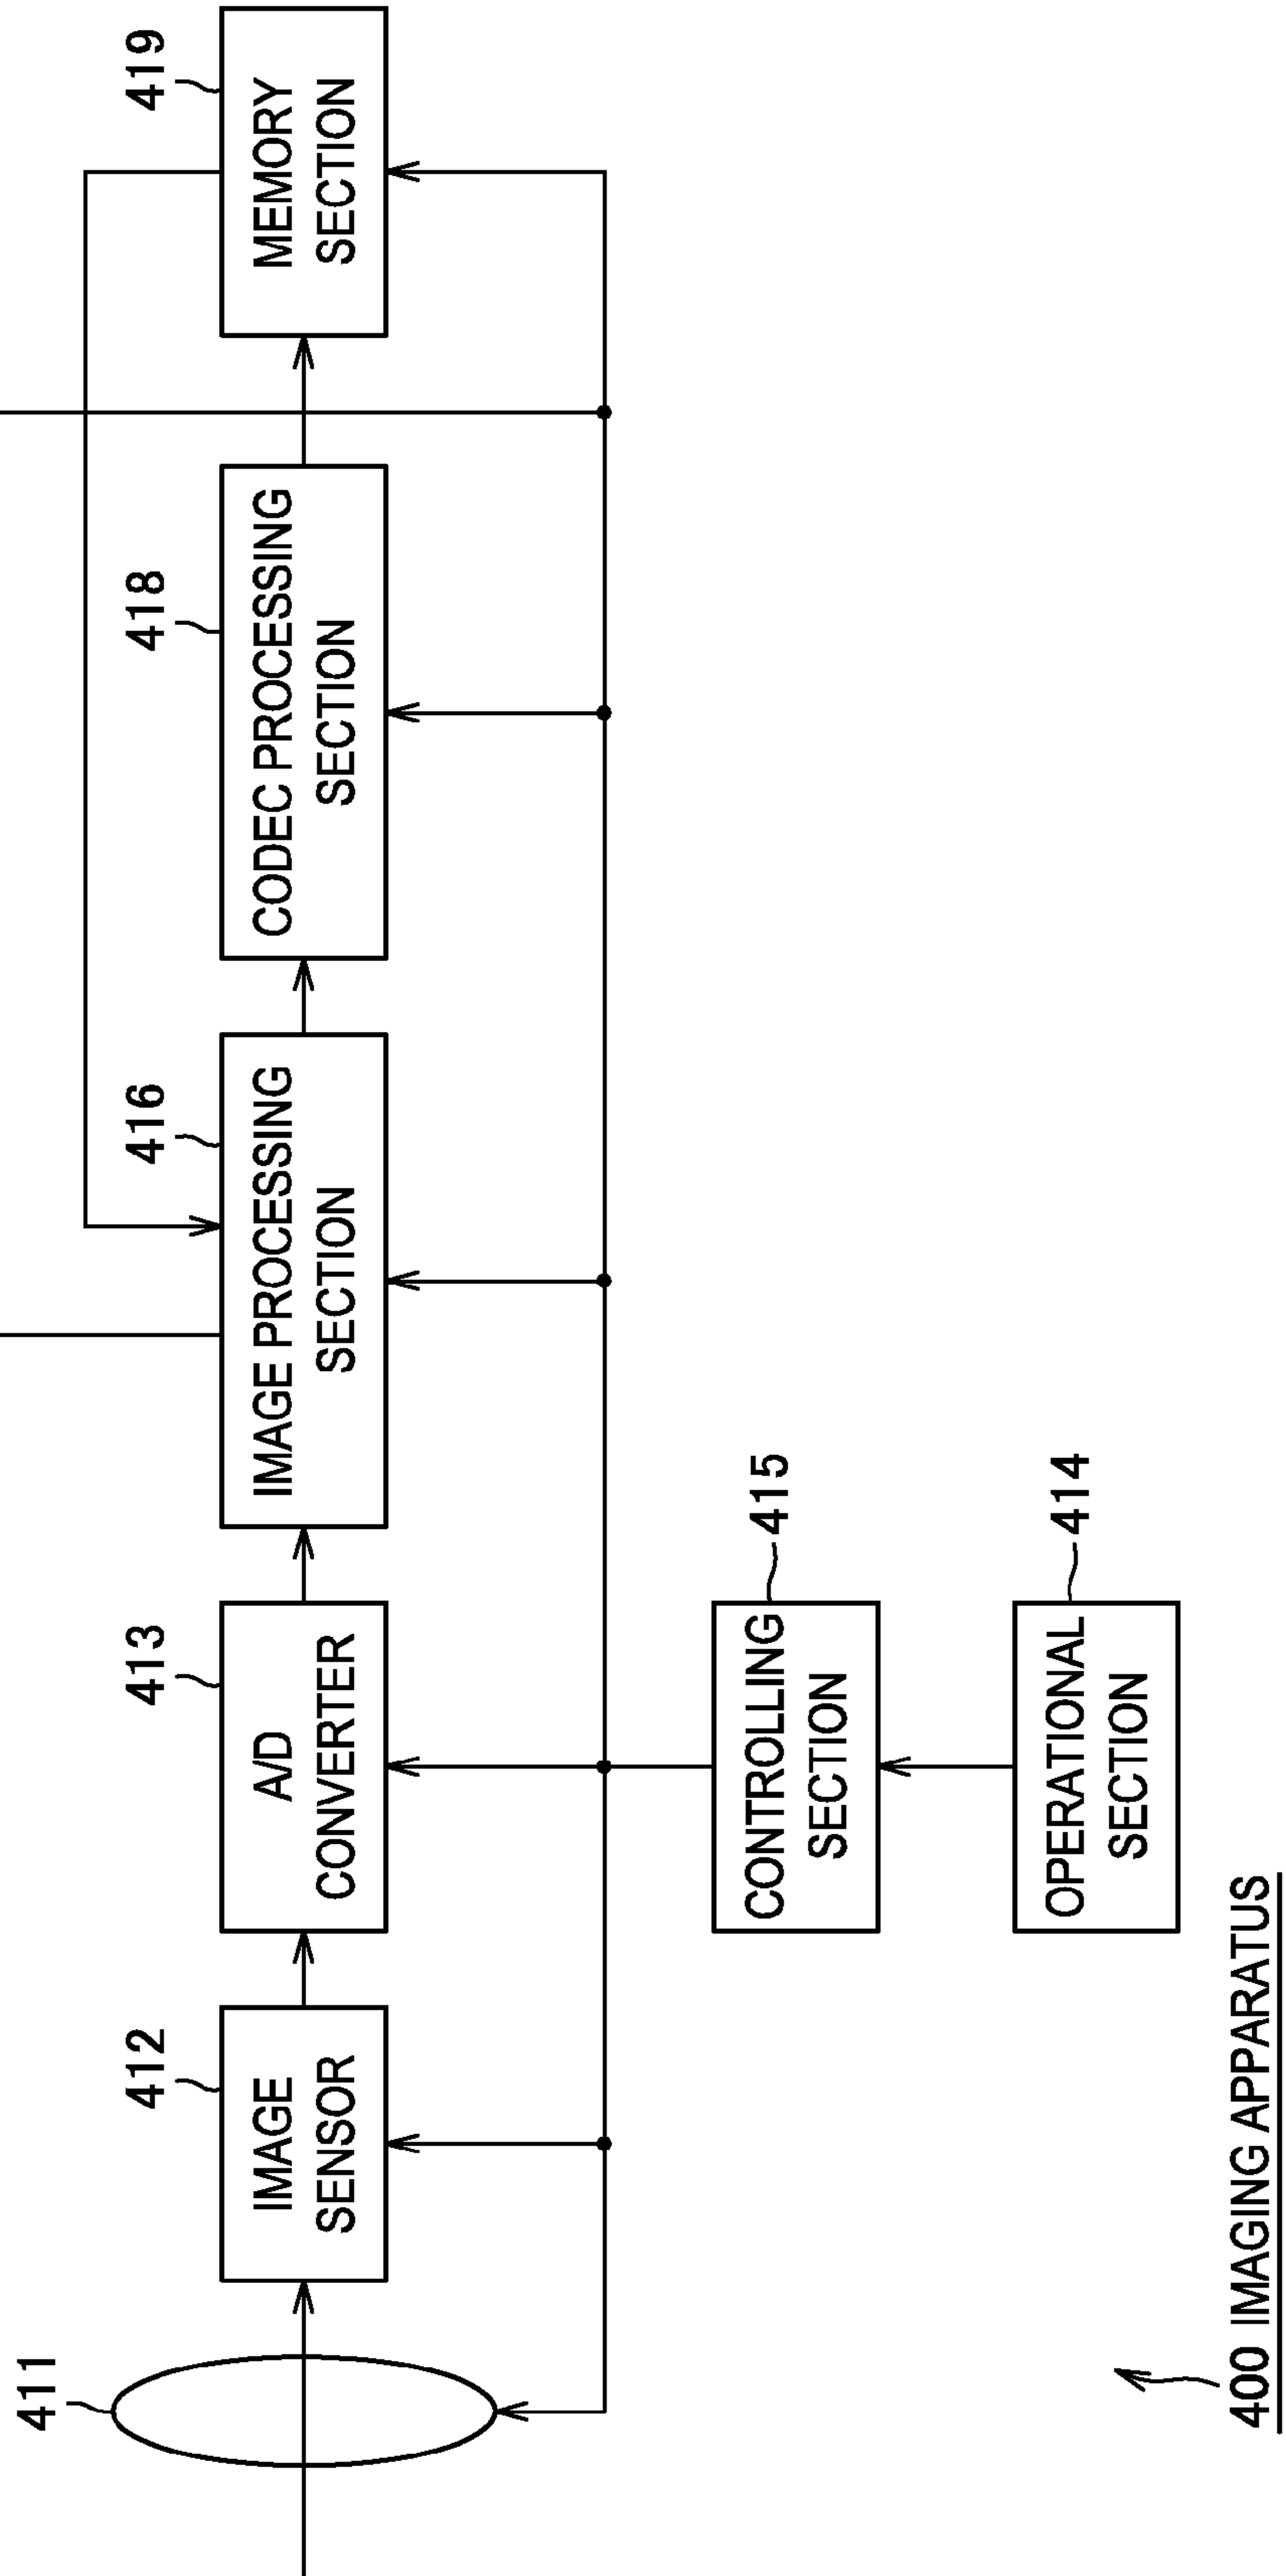 411
412
IMAGE
SENSOR
413
A/D
CONVERTER
416
IMAGE PROCESSING
SECTION
418
CODEC PROCESSING
SECTION
419
MEMORY
SECTION
415
CONTROLLING
SECTION
414
OPERATIONAL
SECTION
400 IMAGING APPARATUS